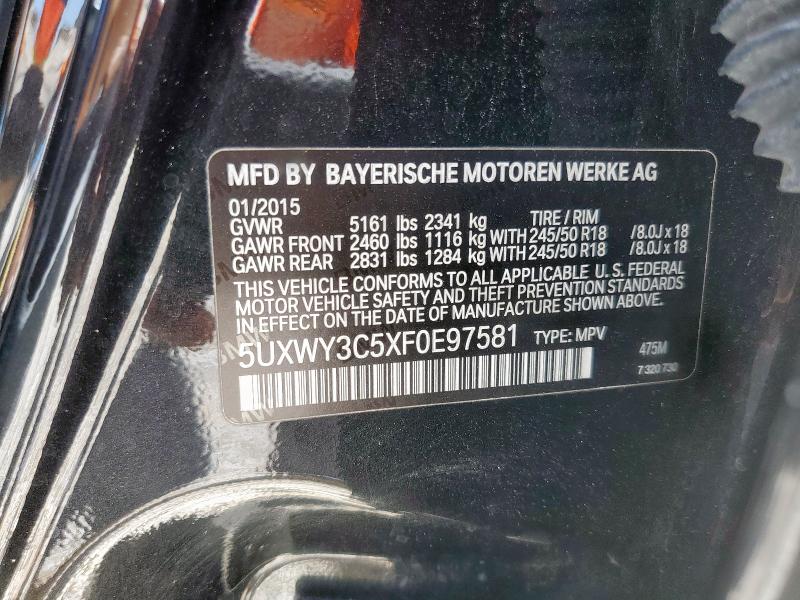 MFD BY BAYERISCHE MOTOREN WERKE AG
01/2015
GVWR 5161 lbs 2341 kg TIRE / RIM
GAWR FRONT 2460 lbs 1116 kg WITH 245/50 R18 /8.0J x 18
GAWR REAR 2831 lbs 1284 kg WITH 245/50 R18 /8.0J x 18
THIS VEHICLE CONFORMS TO ALL APPLICABLE U. S. FEDERAL
MOTOR VEHICLE SAFETY AND THEFT PREVENTION STANDARDS
IN EFFECT ON THE DATE OF MANUFACTURE SHOWN ABOVE.
5UXWY3C5XF0E97581 TYPE: MPV 475M
7 320 730